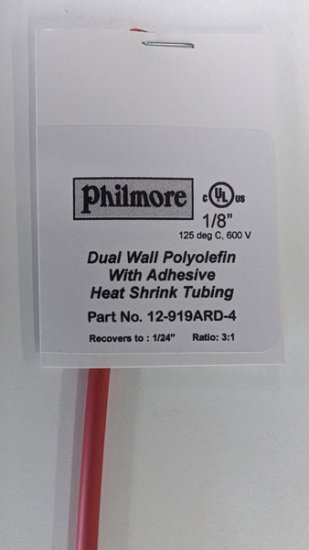 Philmore
c UL us
1/8"
125 deg C, 600 V
Dual Wall Polyolefin
With Adhesive
Heat Shrink Tubing
Part No. 12-919ARD-4
Recovers to : 1/24" Ratio: 3:1